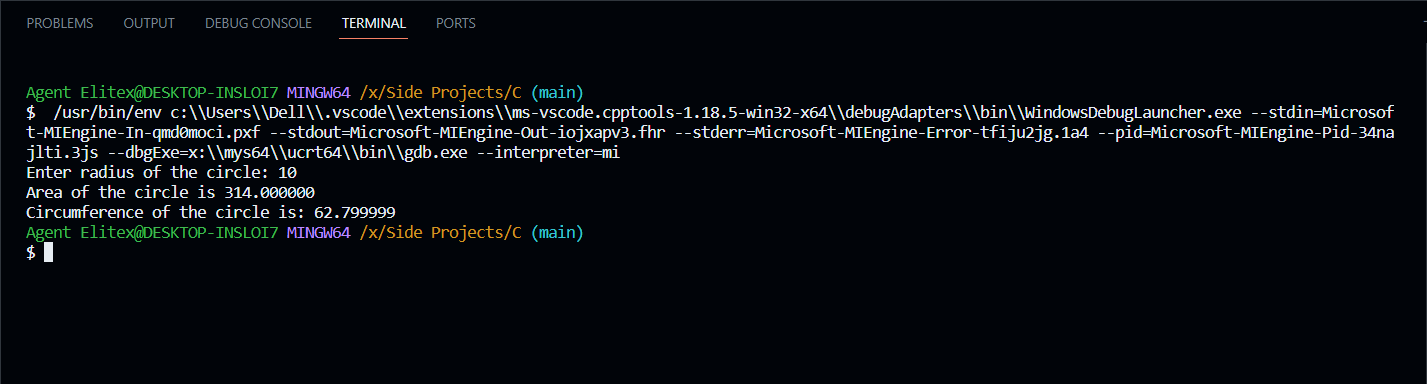 PROBLEMS OUTPUT DEBUG CONSOLE TERMINAL PORTS
Agent Elitex@DESKTOP-INSLOI7 MINGW64 /x/Side Projects/C (main)
$  /usr/bin/env c:\\Users\\Dell\\.vscode\\extensions\\ms-vscode.cpptools-1.18.5-win32-x64\\debugAdapters\\bin\\WindowsDebugLauncher.exe --stdin=Microsof
t-MIEngine-In-qmd0moci.pxf --stdout=Microsoft-MIEngine-Out-iojxapv3.fhr --stderr=Microsoft-MIEngine-Error-tfiju2jg.1a4 --pid=Microsoft-MIEngine-Pid-34na
jlti.3js --dbgExe=x:\\mys64\\ucrt64\\bin\\gdb.exe --interpreter=mi
Enter radius of the circle: 10
Area of the circle is 314.000000
Circumference of the circle is: 62.799999
Agent Elitex@DESKTOP-INSLOI7 MINGW64 /x/Side Projects/C (main)
$